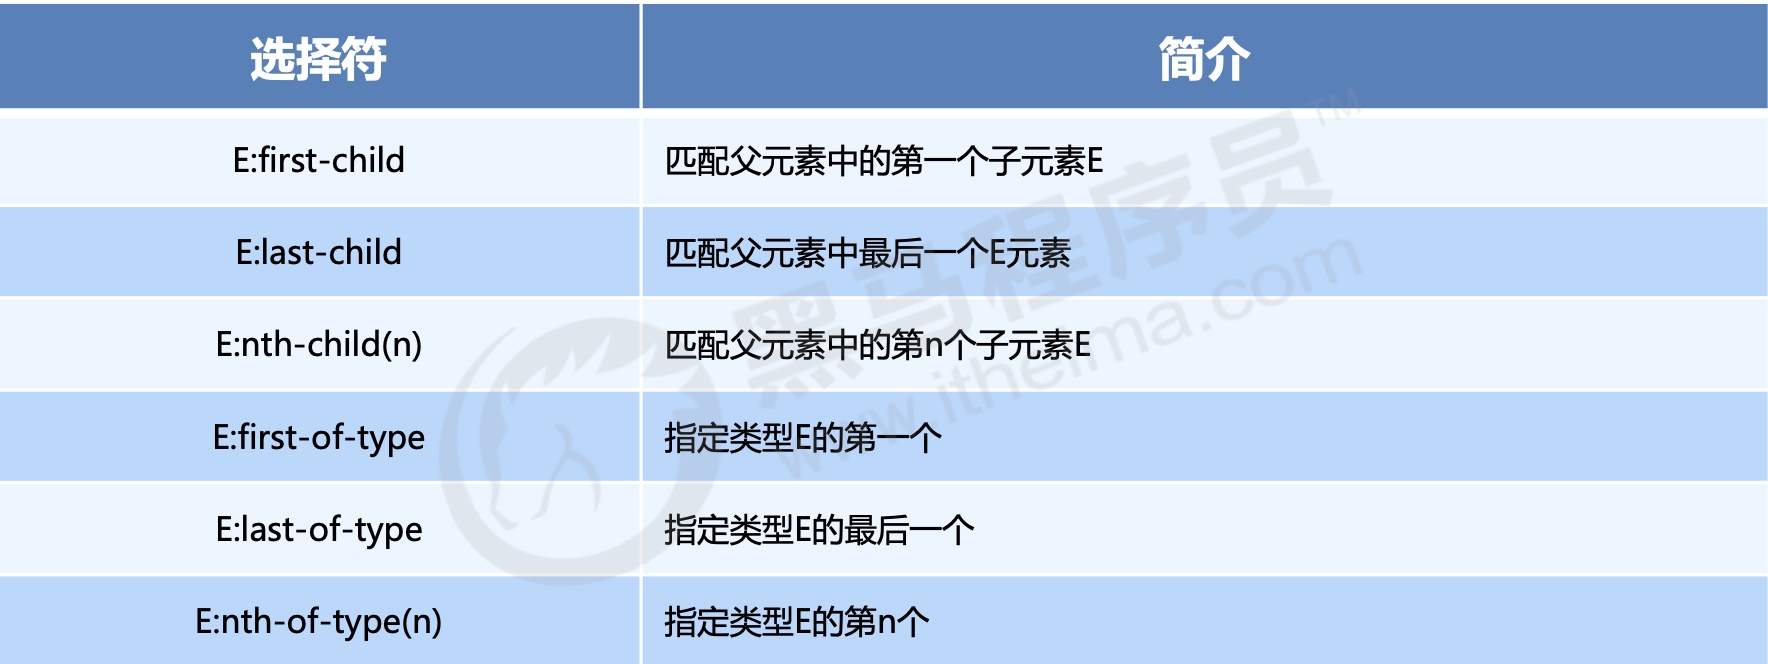 选择符 简介
E:first-child 匹配父元素中的第一个子元素E
E:last-child 匹配父元素中最后一个E元素
E:nth-child(n) 匹配父元素中的第n个子元素E
E:first-of-type 指定类型E的第一个
E:last-of-type 指定类型E的最后一个
E:nth-of-type(n) 指定类型E的第n个
黑马程序员™
www.itheima.com